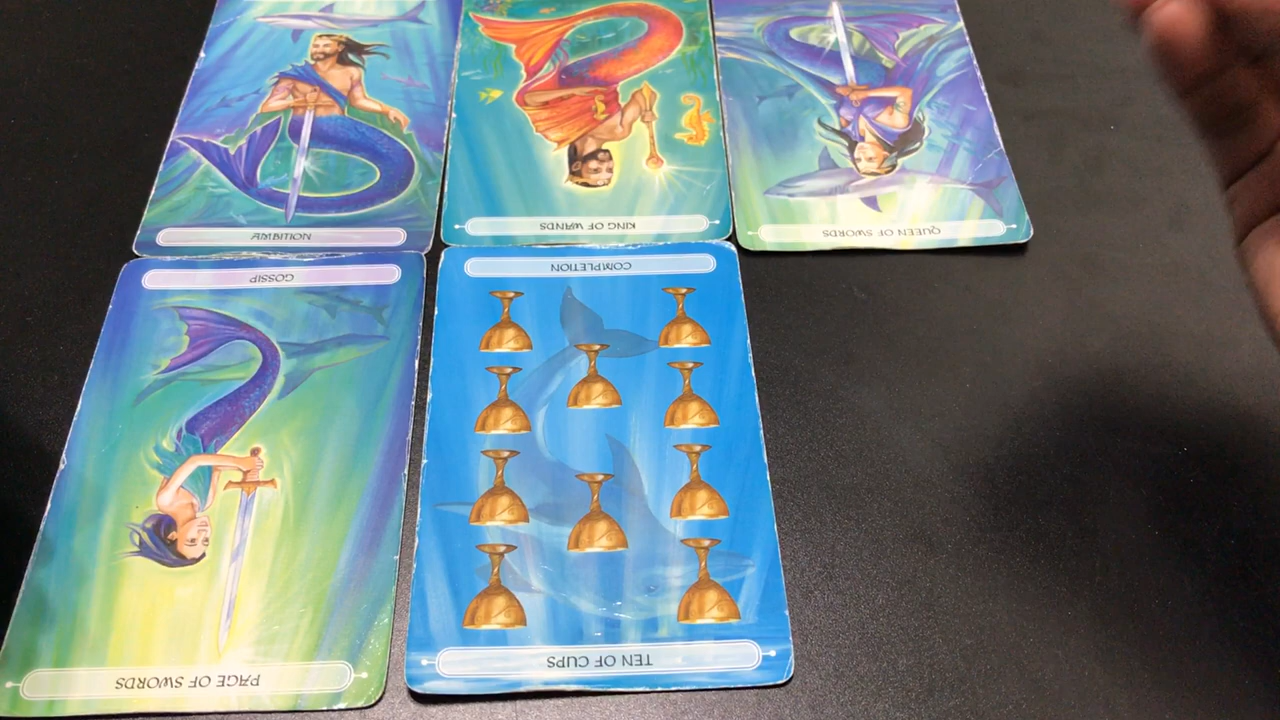 AMBITION
KING OF WANDS
QUEEN OF SWORDS
GOSSIP
COMPLETION
PAGE OF SWORDS
TEN OF CUPS